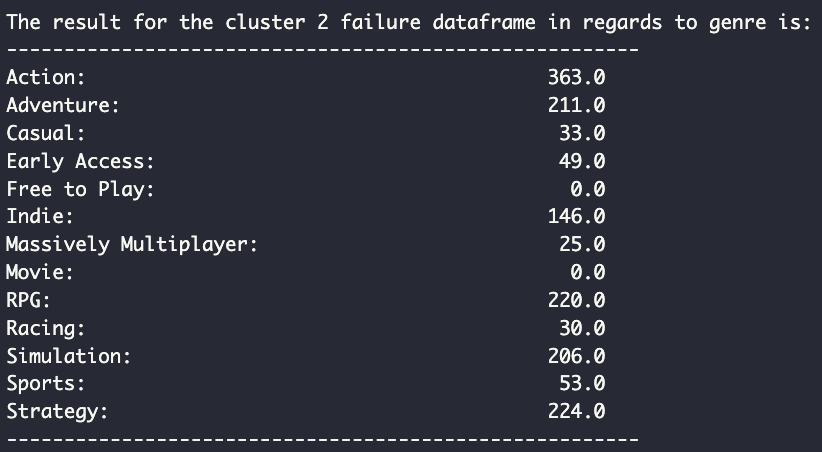 The result for the cluster 2 failure dataframe in regards to genre is:
-------------------------------------------------------
Action: 363.0
Adventure: 211.0
Casual: 33.0
Early Access: 49.0
Free to Play: 0.0
Indie: 146.0
Massively Multiplayer: 25.0
Movie: 0.0
RPG: 220.0
Racing: 30.0
Simulation: 206.0
Sports: 53.0
Strategy: 224.0
-------------------------------------------------------